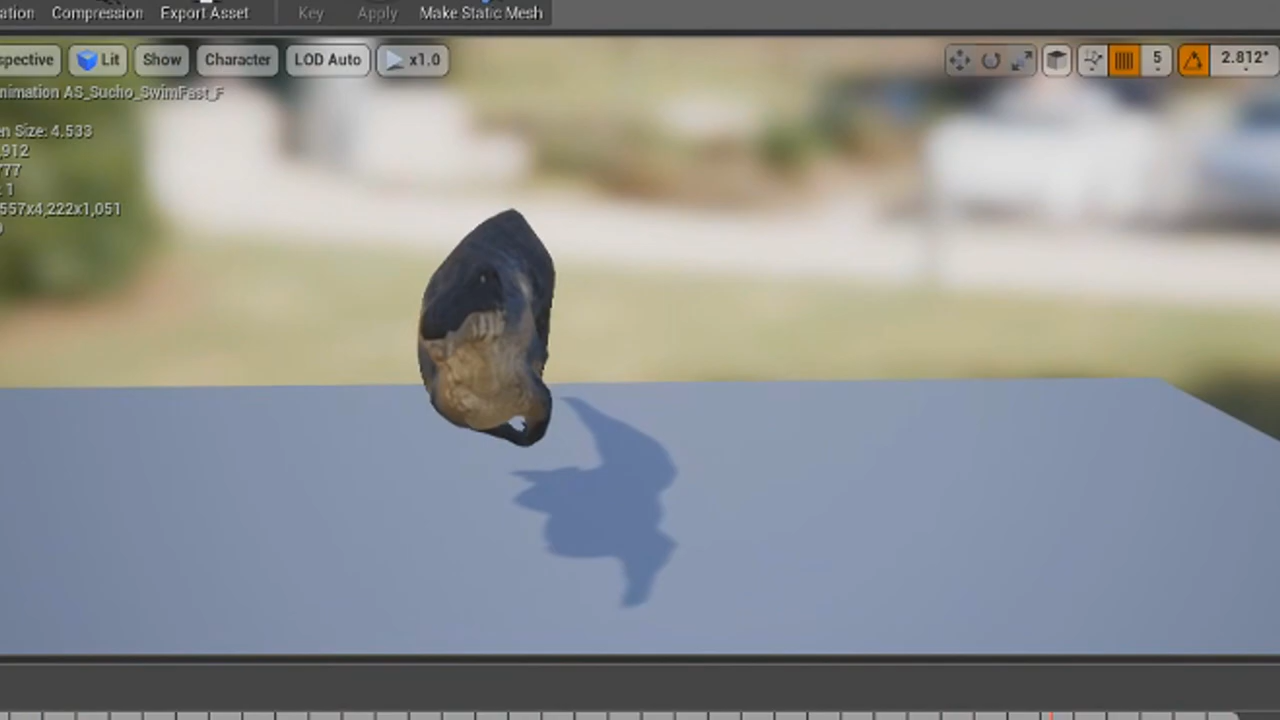 ation Compression Export Asset Key Apply Make Static Mesh
spective Lit Show Character LOD Auto x1.0 5 2.812°
nimation AS_Sucho_SwimFast_F
en Size: 4.533
,912
777
: 1
557x4,222x1,051